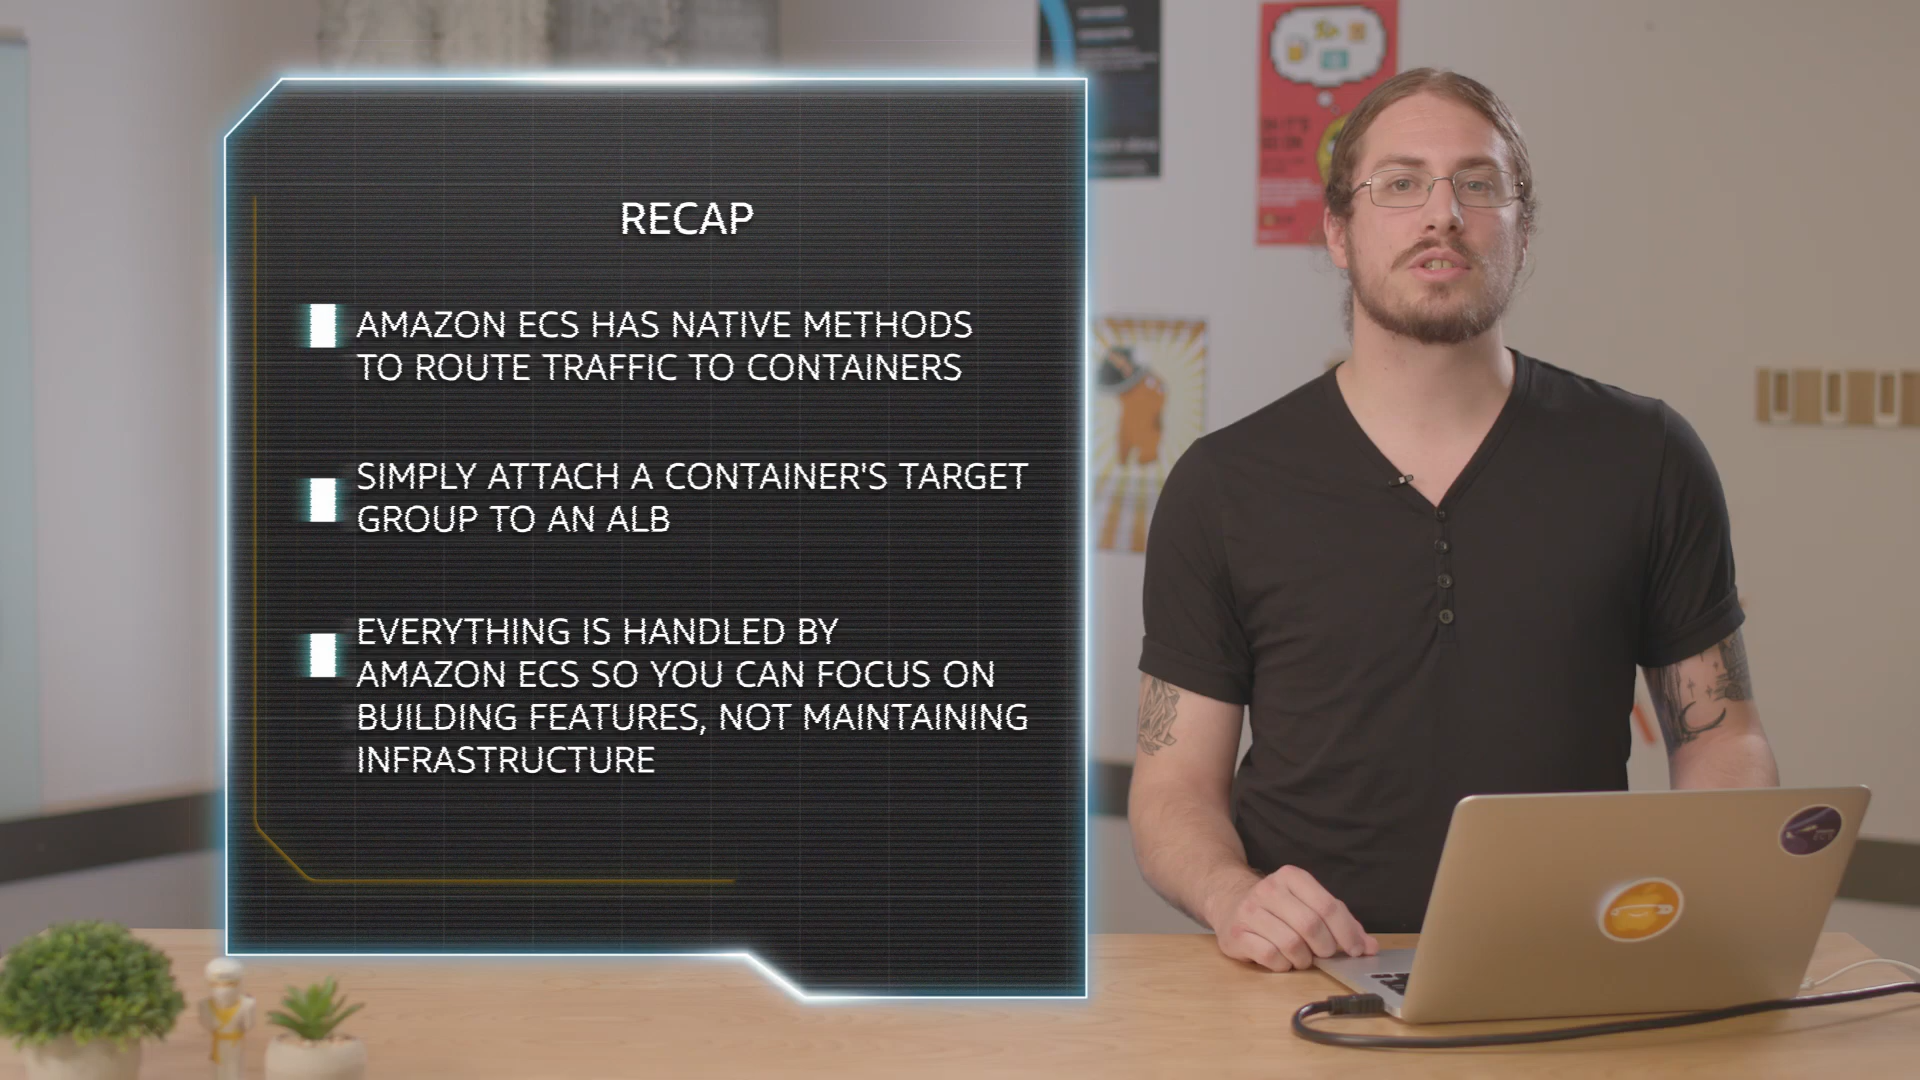 RECAP
AMAZON ECS HAS NATIVE METHODS
TO ROUTE TRAFFIC TO CONTAINERS
SIMPLY ATTACH A CONTAINER'S TARGET
GROUP TO AN ALB
EVERYTHING IS HANDLED BY
AMAZON ECS SO YOU CAN FOCUS ON
BUILDING FEATURES, NOT MAINTAINING
INFRASTRUCTURE